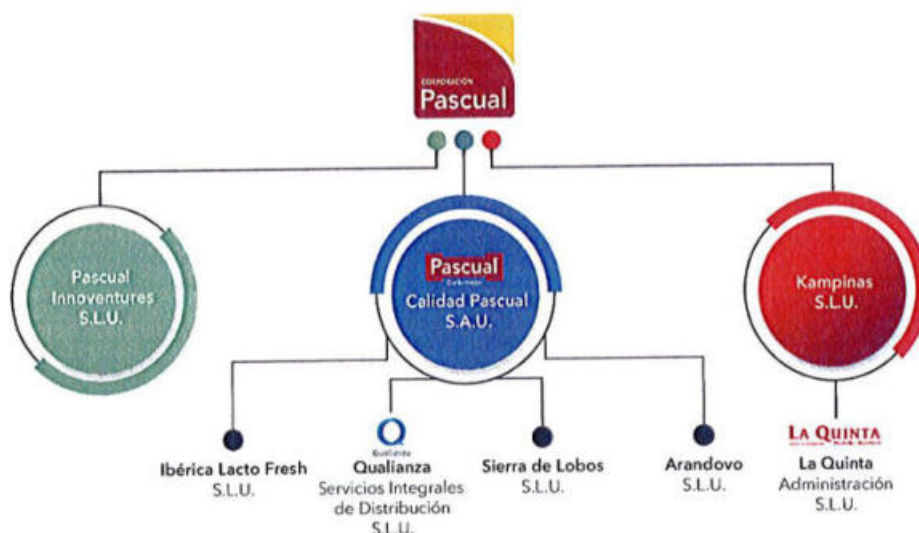 CORPORACIÓN
Pascual
Pascual
Innoventures
S.L.U.
Pascual
Calidad Pascual
S.A.U.
Kampinas
S.L.U.
Ibérica Lacto Fresh
S.L.U.
Qualianza
Qualianza
Servicios Integrales
de Distribución
S.L.U.
Sierra de Lobos
S.L.U.
Arandovo
S.L.U.
LA QUINTA
La Quinta
Administración
S.L.U.